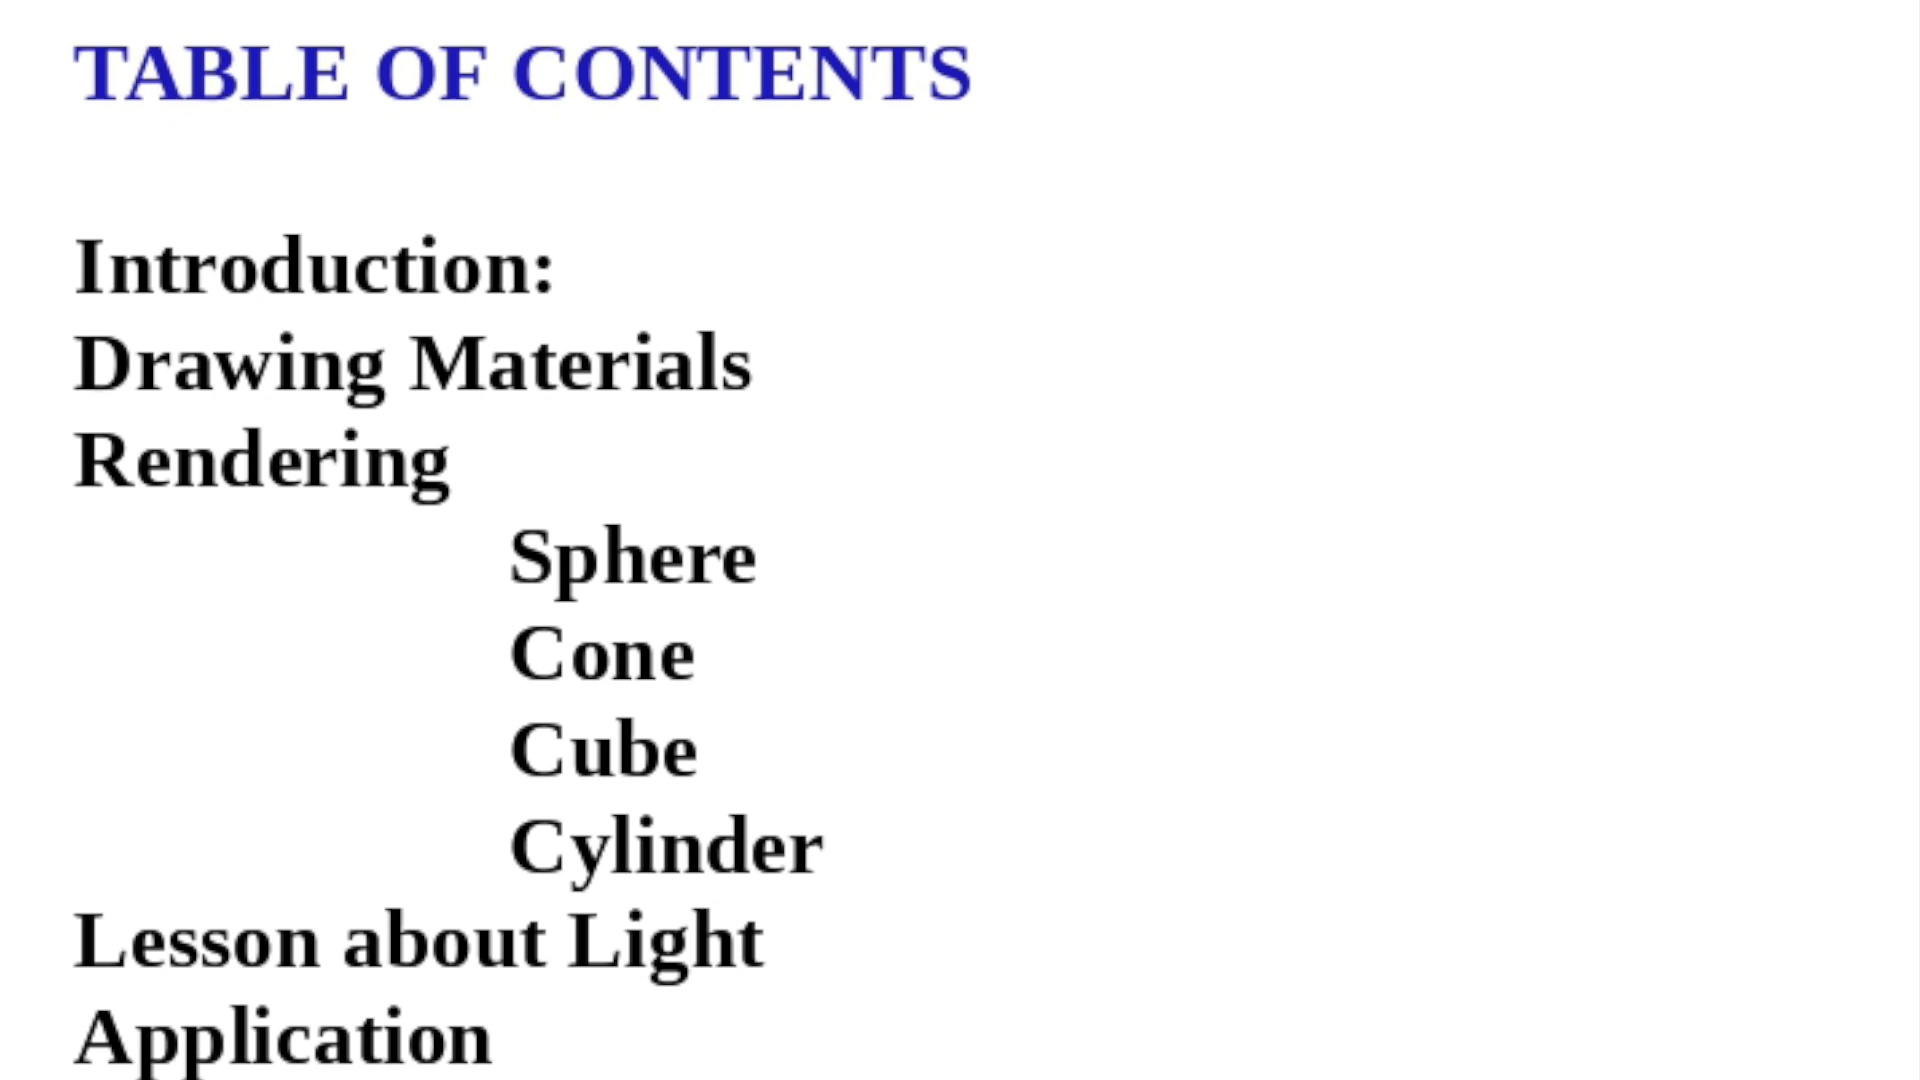 TABLE OF CONTENTS
Introduction:
Drawing Materials
Rendering
Sphere
Cone
Cube
Cylinder
Lesson about Light
Application